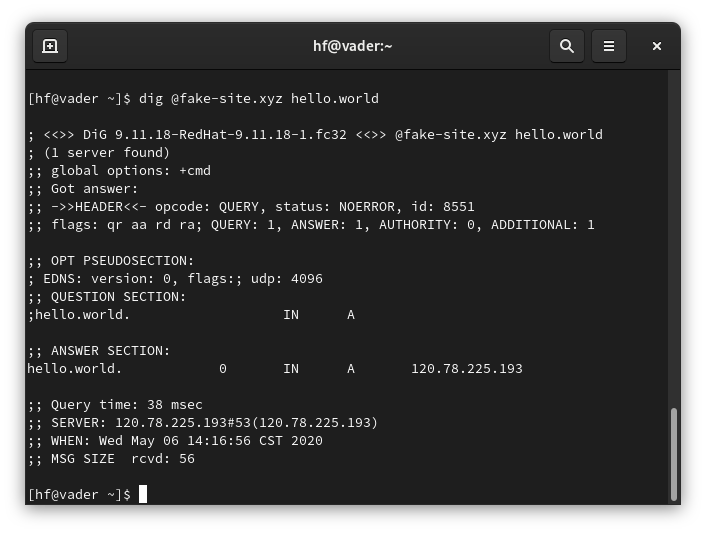 hf@vader:~
[hf@vader ~]$ dig @fake-site.xyz hello.world
; <<>> DiG 9.11.18-RedHat-9.11.18-1.fc32 <<>> @fake-site.xyz hello.world
; (1 server found)
;; global options: +cmd
;; Got answer:
;; ->>HEADER<<- opcode: QUERY, status: NOERROR, id: 8551
;; flags: qr aa rd ra; QUERY: 1, ANSWER: 1, AUTHORITY: 0, ADDITIONAL: 1
;; OPT PSEUDOSECTION:
; EDNS: version: 0, flags:; udp: 4096
;; QUESTION SECTION:
;hello.world.                   IN      A
;; ANSWER SECTION:
hello.world.            0       IN      A       120.78.225.193
;; Query time: 38 msec
;; SERVER: 120.78.225.193#53(120.78.225.193)
;; WHEN: Wed May 06 14:16:56 CST 2020
;; MSG SIZE  rcvd: 56
[hf@vader ~]$